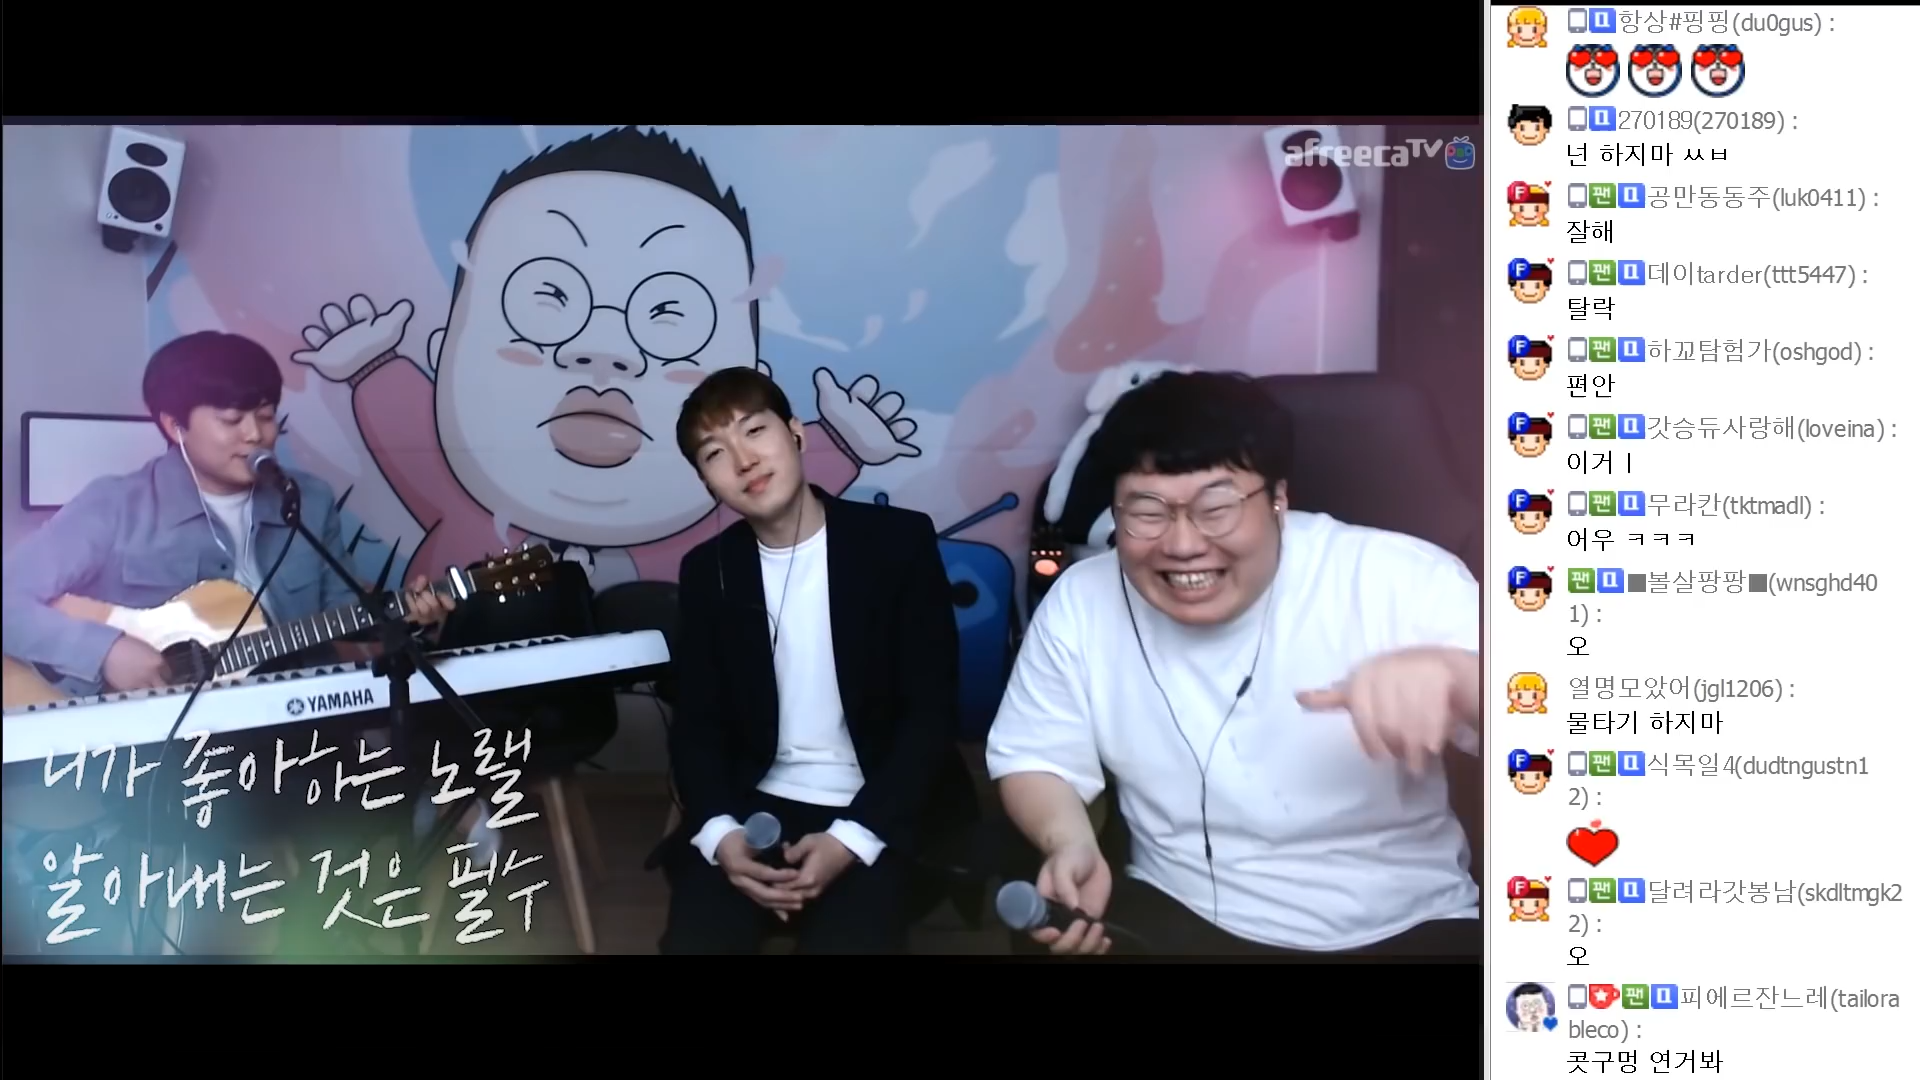 afreecaTV
YAMAHA
니가 좋아하는 노랠
알아내는 것은 필수
항상#핑핑(du0gus) :
270189(270189) :
넌 하지마 ㅆㅂ
팬 공만동동주(luk0411) :
잘해
팬 데이tarder(ttt5447) :
탈락
팬 하꼬탐험가(oshgod) :
편안
팬 갓승듀사랑해(loveina) :
이거ㅣ
팬 무라칸(tktmadl) :
어우 ㅋㅋㅋ
팬 ■볼살팡팡■(wnsghd40
1) :
오
열명모았어(jgl1206) :
물타기 하지마
팬 식목일4(dudtngustn1
2) :
팬 달려라갓봉남(skdltmgk2
2) :
오
팬 피에르잔느레(tailora
bleco) :
콧구멍 연거봐